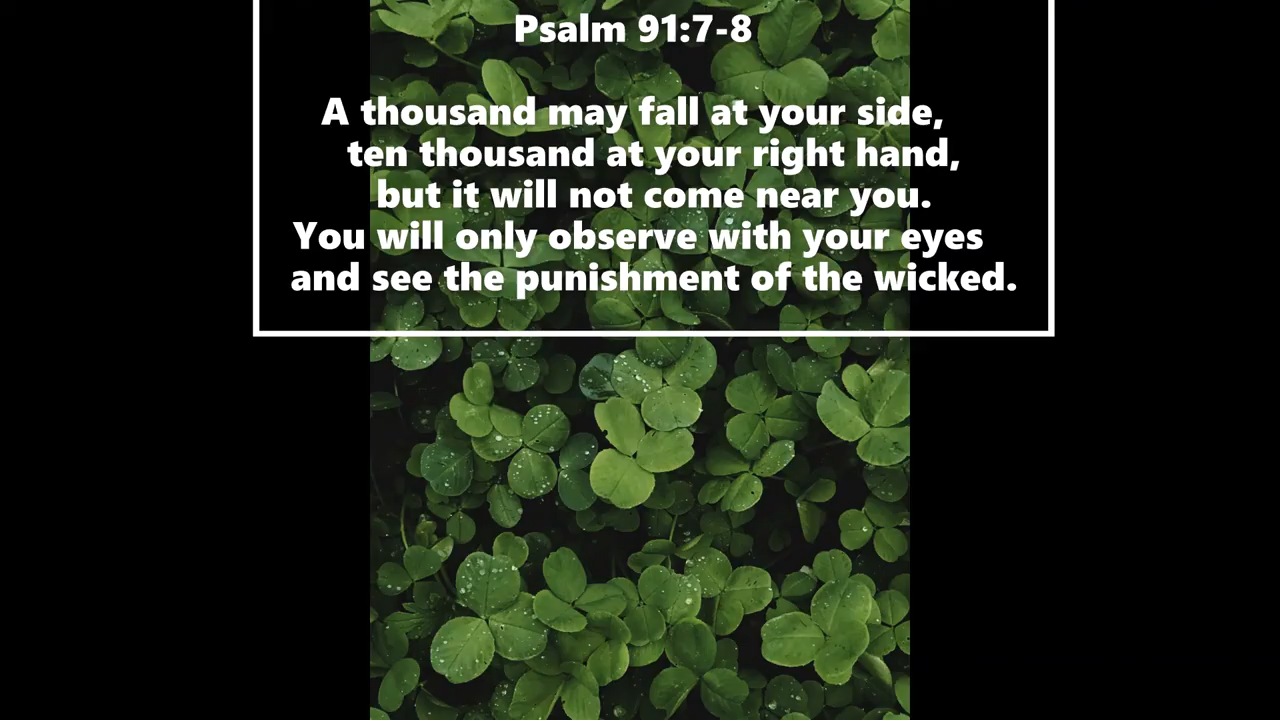 Psalm 91:7-8
A thousand may fall at your side,
ten thousand at your right hand,
but it will not come near you.
You will only observe with your eyes
and see the punishment of the wicked.